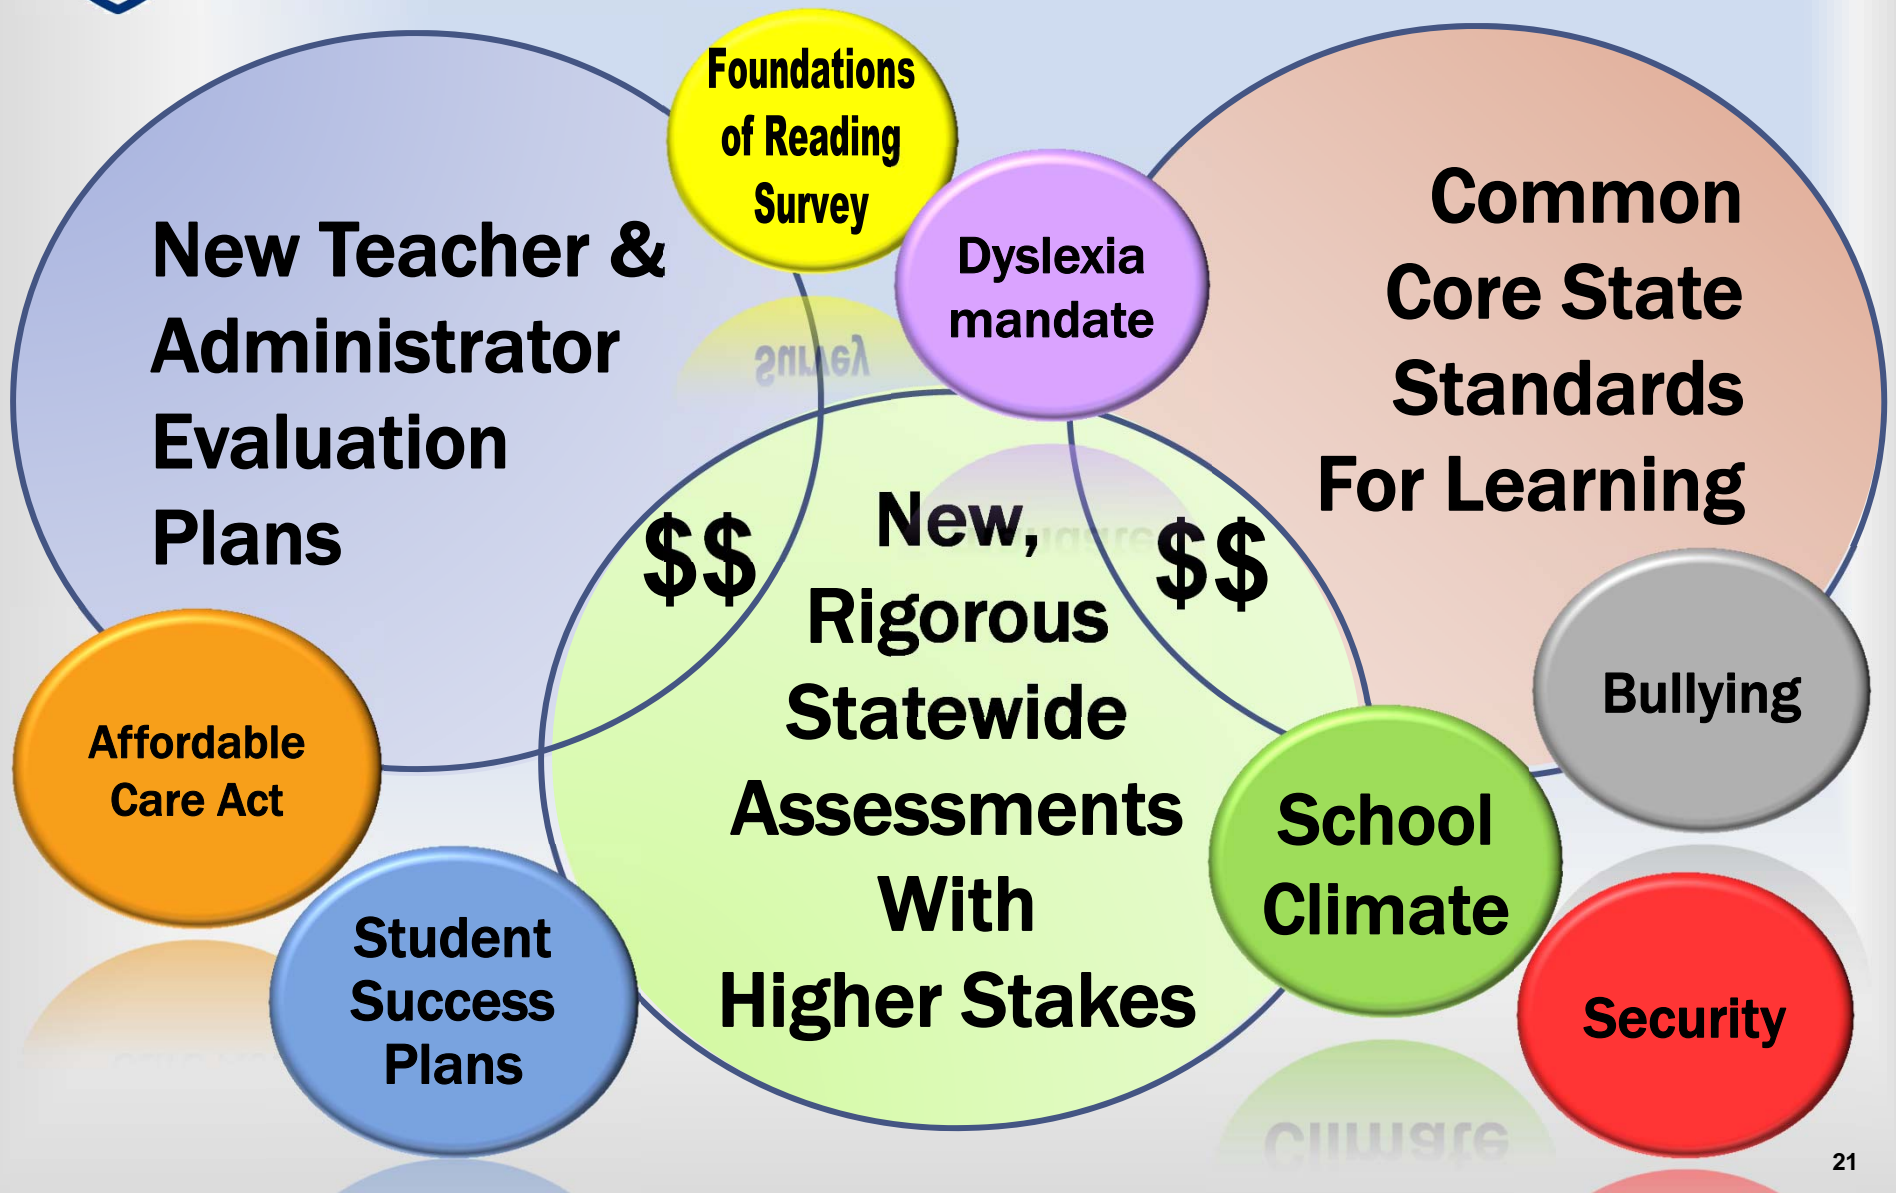 Foundations
of Reading
Survey
New Teacher &
Administrator
Evaluation
Plans
Dyslexia
mandate
Common
Core State
Standards
For Learning
$$
New,
Rigorous
Statewide
Assessments
With
Higher Stakes
$$
Affordable
Care Act
Student
Success
Plans
School
Climate
Bullying
Security
21